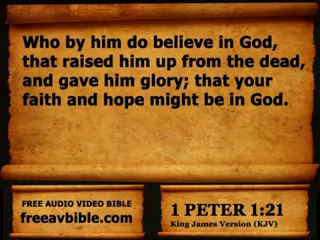 Who by him do believe in God,
that raised him up from the dead,
and gave him glory; that your
faith and hope might be in God.
FREE AUDIO VIDEO BIBLE
freeavbible.com
1 PETER 1:21
King James Version (KJV)